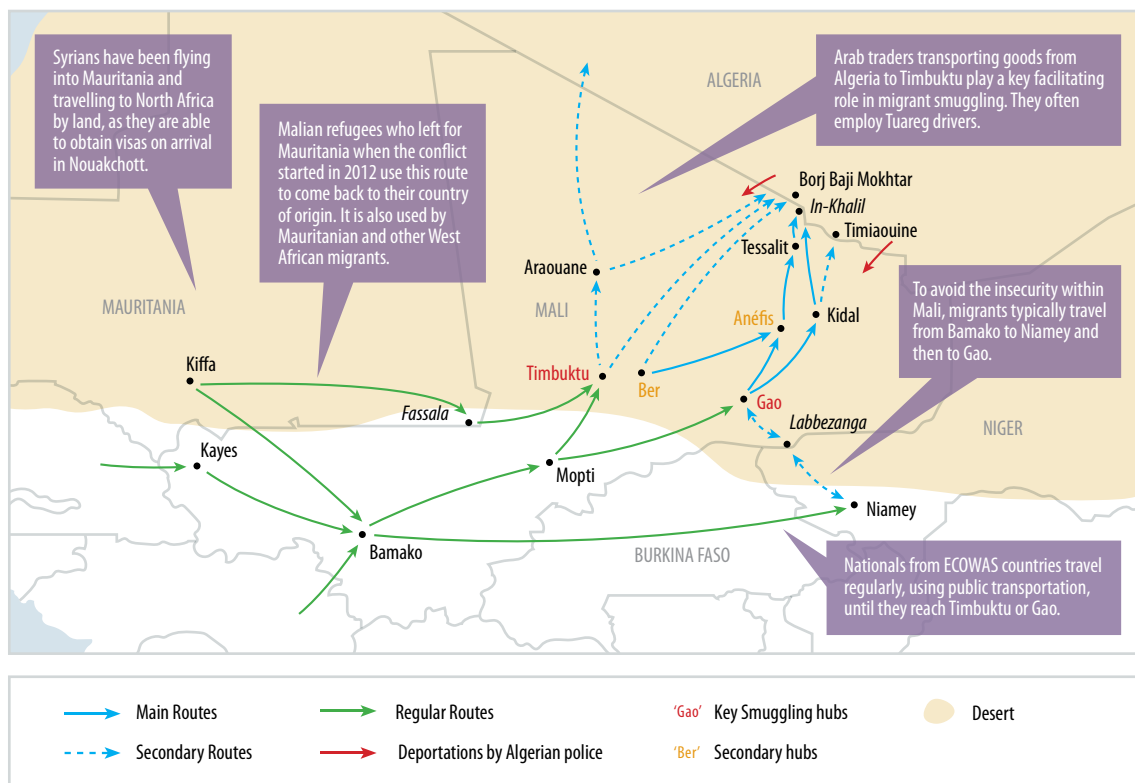 Syrians have been flying
into Mauritania and
travelling to North Africa
by land, as they are able
to obtain visas on arrival
in Nouakchott.
Malian refugees who left for
Mauritania when the conflict
started in 2012 use this route
to come back to their country
of origin. It is also used by
Mauritanian and other West
African migrants.
ALGERIA
Arab traders transporting goods from
Algeria to Timbuktu play a key facilitating
role in migrant smuggling. They often
employ Tuareg drivers.
Borj Baji Mokhtar
In-Khalil
Timiaouine
Tessalit
Araouane
MAURITANIA
MALI
Anéfis
Kidal
To avoid the insecurity within
Mali, migrants typically travel
from Bamako to Niamey and
then to Gao.
Kiffa
Timbuktu
Ber
Gao
Fassala
Labbezanga
NIGER
Kayes
Mopti
Niamey
Bamako
BURKINA FASO
Nationals from ECOWAS countries travel
regularly, using public transportation,
until they reach Timbuktu or Gao.
Main Routes
Regular Routes
'Gao' Key Smuggling hubs
Desert
Secondary Routes
Deportations by Algerian police
'Ber' Secondary hubs